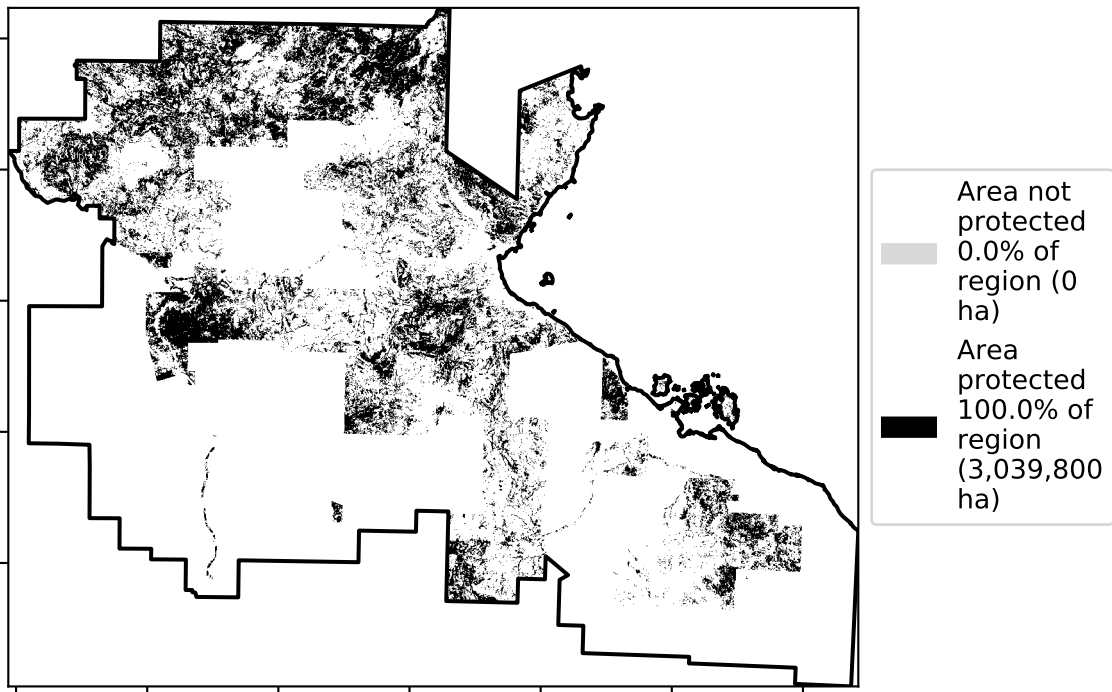 Area not
protected
0.0% of
region (0
ha)
Area
protected
100.0% of
region
(3,039,800
ha)